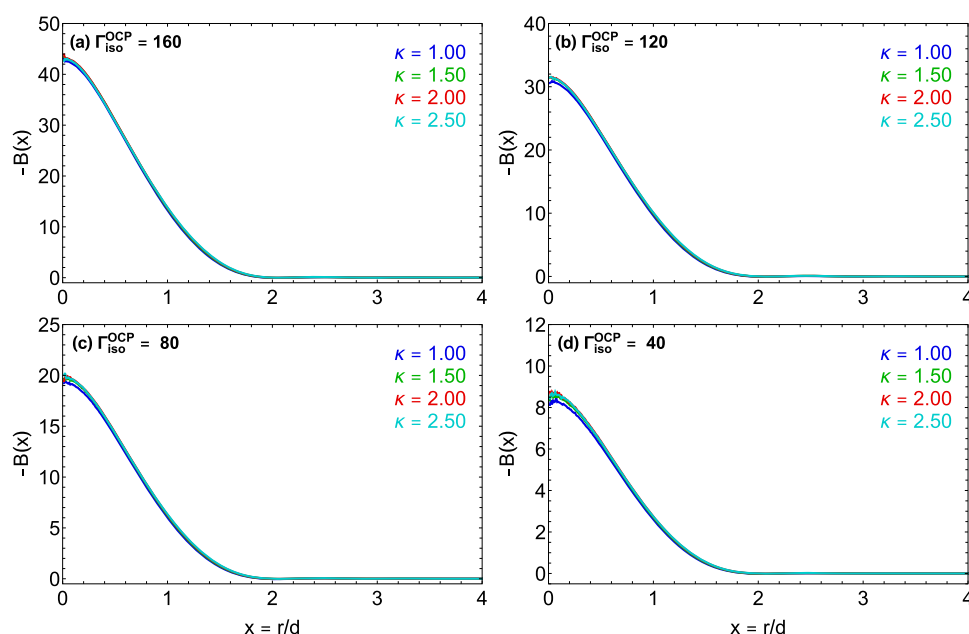 (a) Γ_iso^OCP = 160
κ = 1.00
κ = 1.50
κ = 2.00
κ = 2.50
-B(x)
50
40
30
20
10
0
0 1 2 3 4
(b) Γ_iso^OCP = 120
κ = 1.00
κ = 1.50
κ = 2.00
κ = 2.50
-B(x)
40
30
20
10
0
0 1 2 3 4
(c) Γ_iso^OCP = 80
κ = 1.00
κ = 1.50
κ = 2.00
κ = 2.50
-B(x)
25
20
15
10
5
0
0 1 2 3 4
x = r/d
(d) Γ_iso^OCP = 40
κ = 1.00
κ = 1.50
κ = 2.00
κ = 2.50
-B(x)
12
10
8
6
4
2
0
0 1 2 3 4
x = r/d